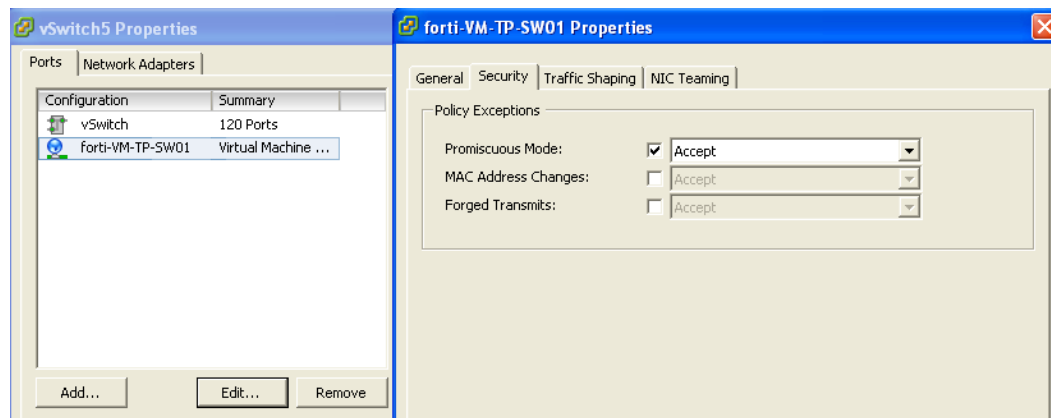 vSwitch5 Properties
Ports
Network Adapters
Configuration
Summary
vSwitch
120 Ports
forti-VM-TP-SW01
Virtual Machine ...
Add...
Edit...
Remove
forti-VM-TP-SW01 Properties
General
Security
Traffic Shaping
NIC Teaming
Policy Exceptions
Promiscuous Mode:
Accept
MAC Address Changes:
Accept
Forged Transmits:
Accept